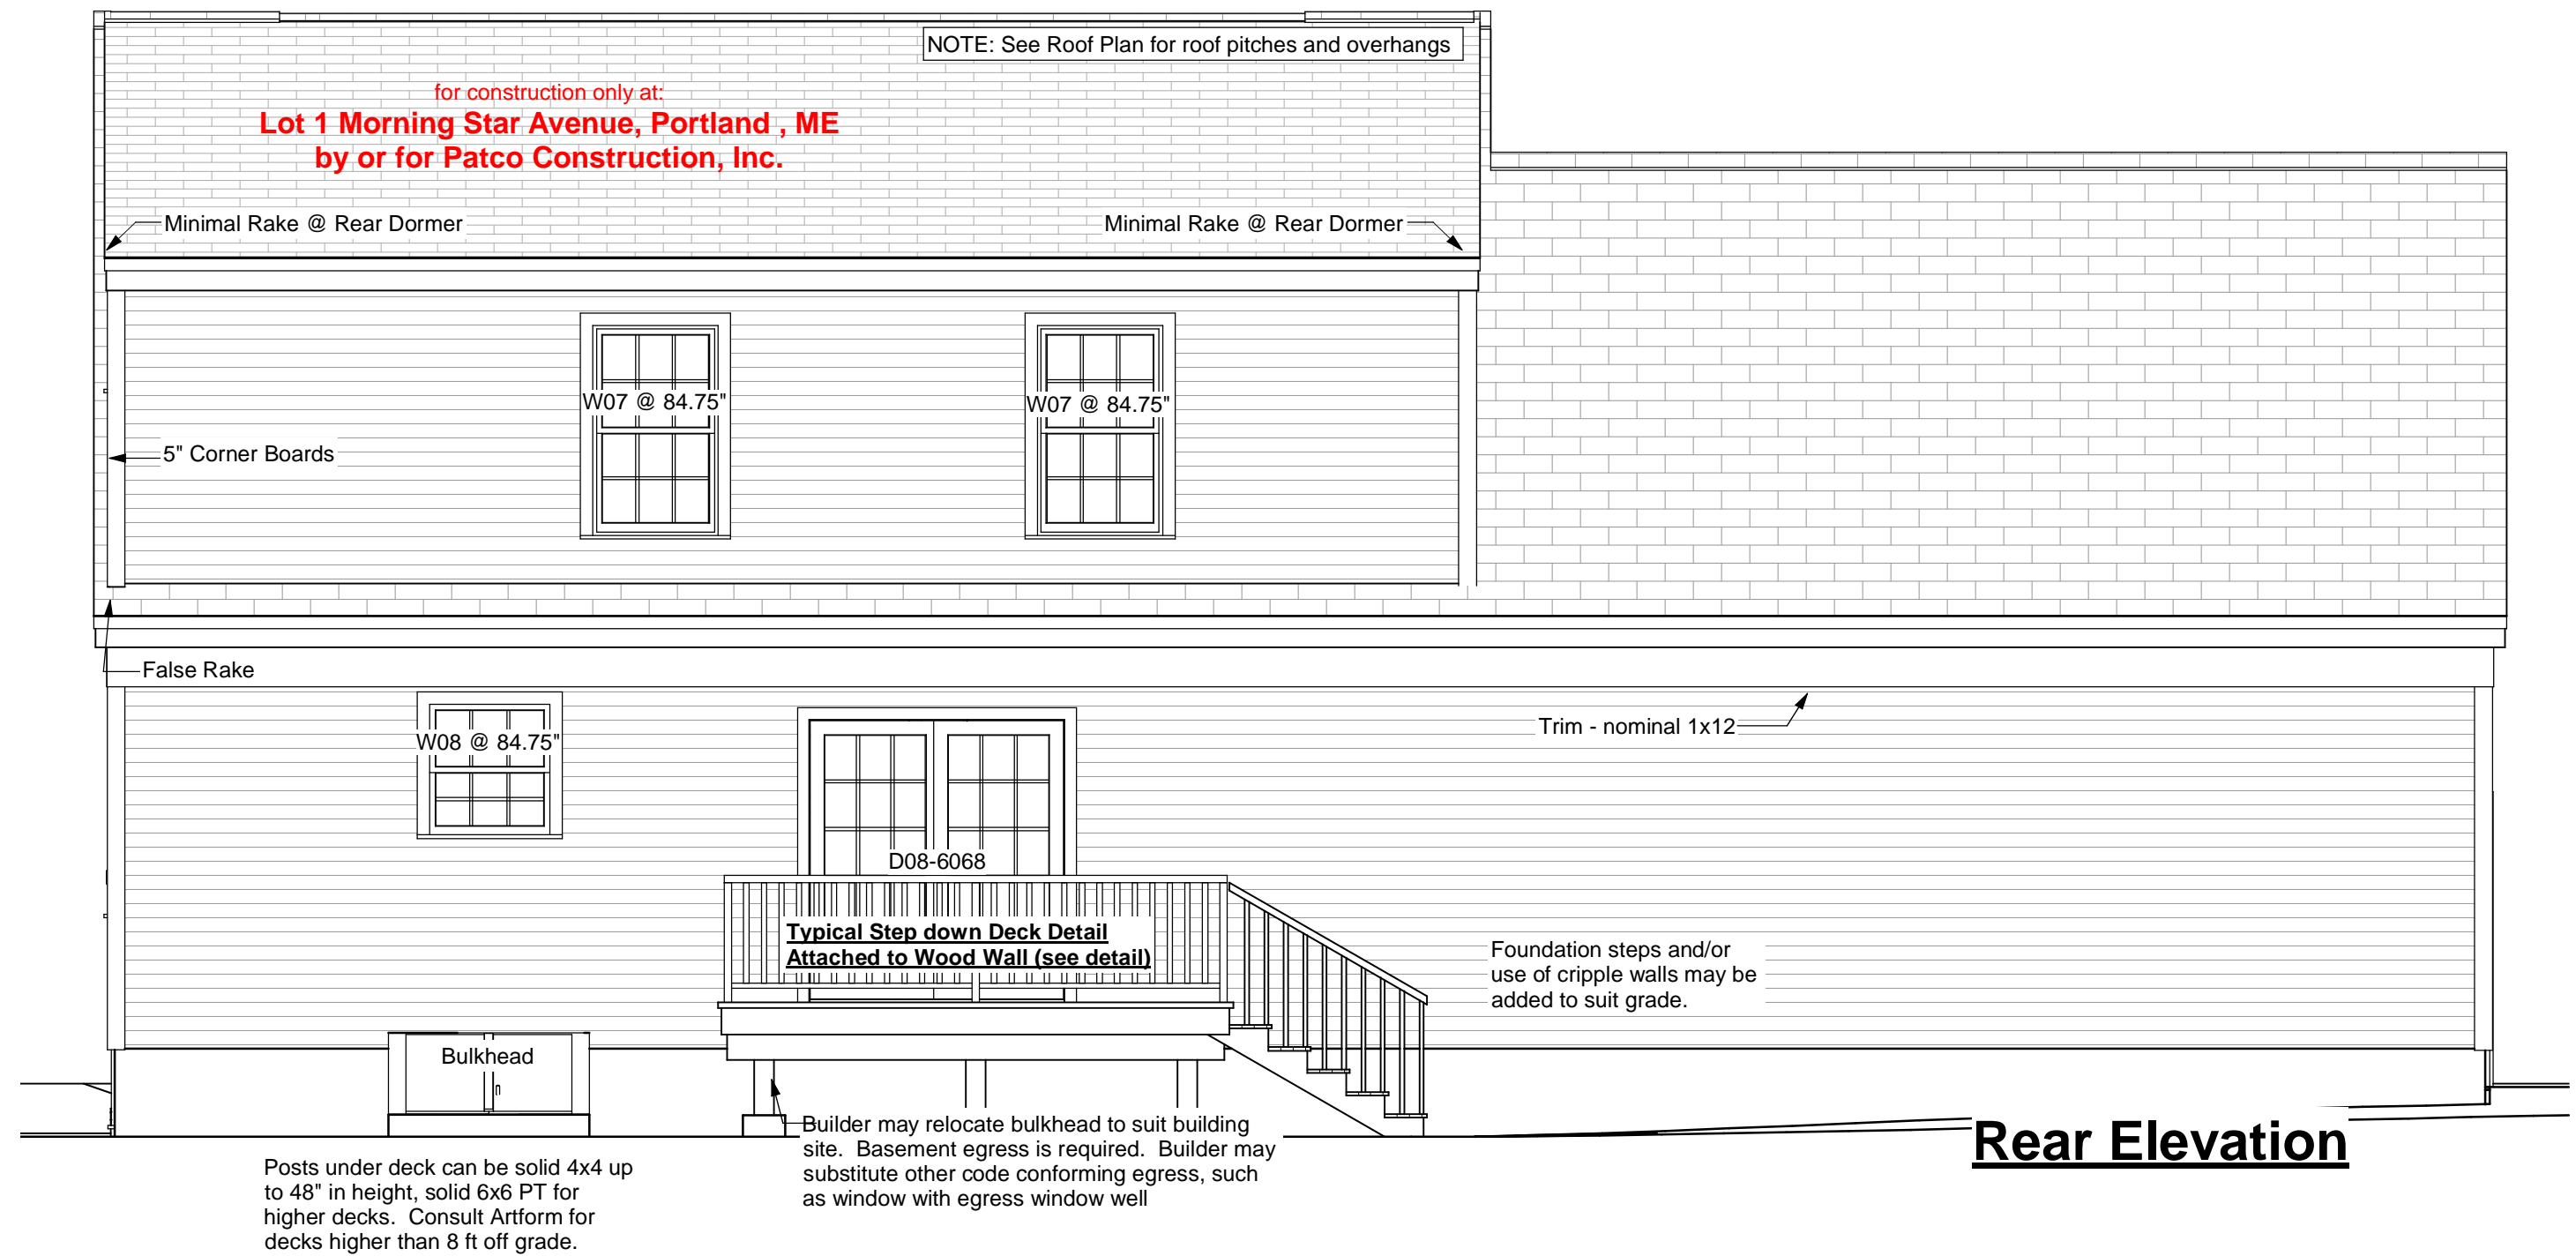 NOTE: See Roof Plan for roof pitches and overhangs
for construction only at:
Lot 1 Morning Star Avenue, Portland , ME
by or for Patco Construction, Inc.
Minimal Rake @ Rear Dormer
Minimal Rake @ Rear Dormer
W07 @ 84.75"
W07 @ 84.75"
5" Corner Boards
False Rake
Trim - nominal 1x12
W08 @ 84.75"
D08-6068
Typical Step down Deck Detail
Attached to Wood Wall (see detail)
Foundation steps and/or
use of cripple walls may be
added to suit grade.
Bulkhead
Builder may relocate bulkhead to suit building
site. Basement egress is required. Builder may
substitute other code conforming egress, such
as window with egress window well
Rear Elevation
Posts under deck can be solid 4x4 up
to 48" in height, solid 6x6 PT for
higher decks. Consult Artform for
decks higher than 8 ft off grade.